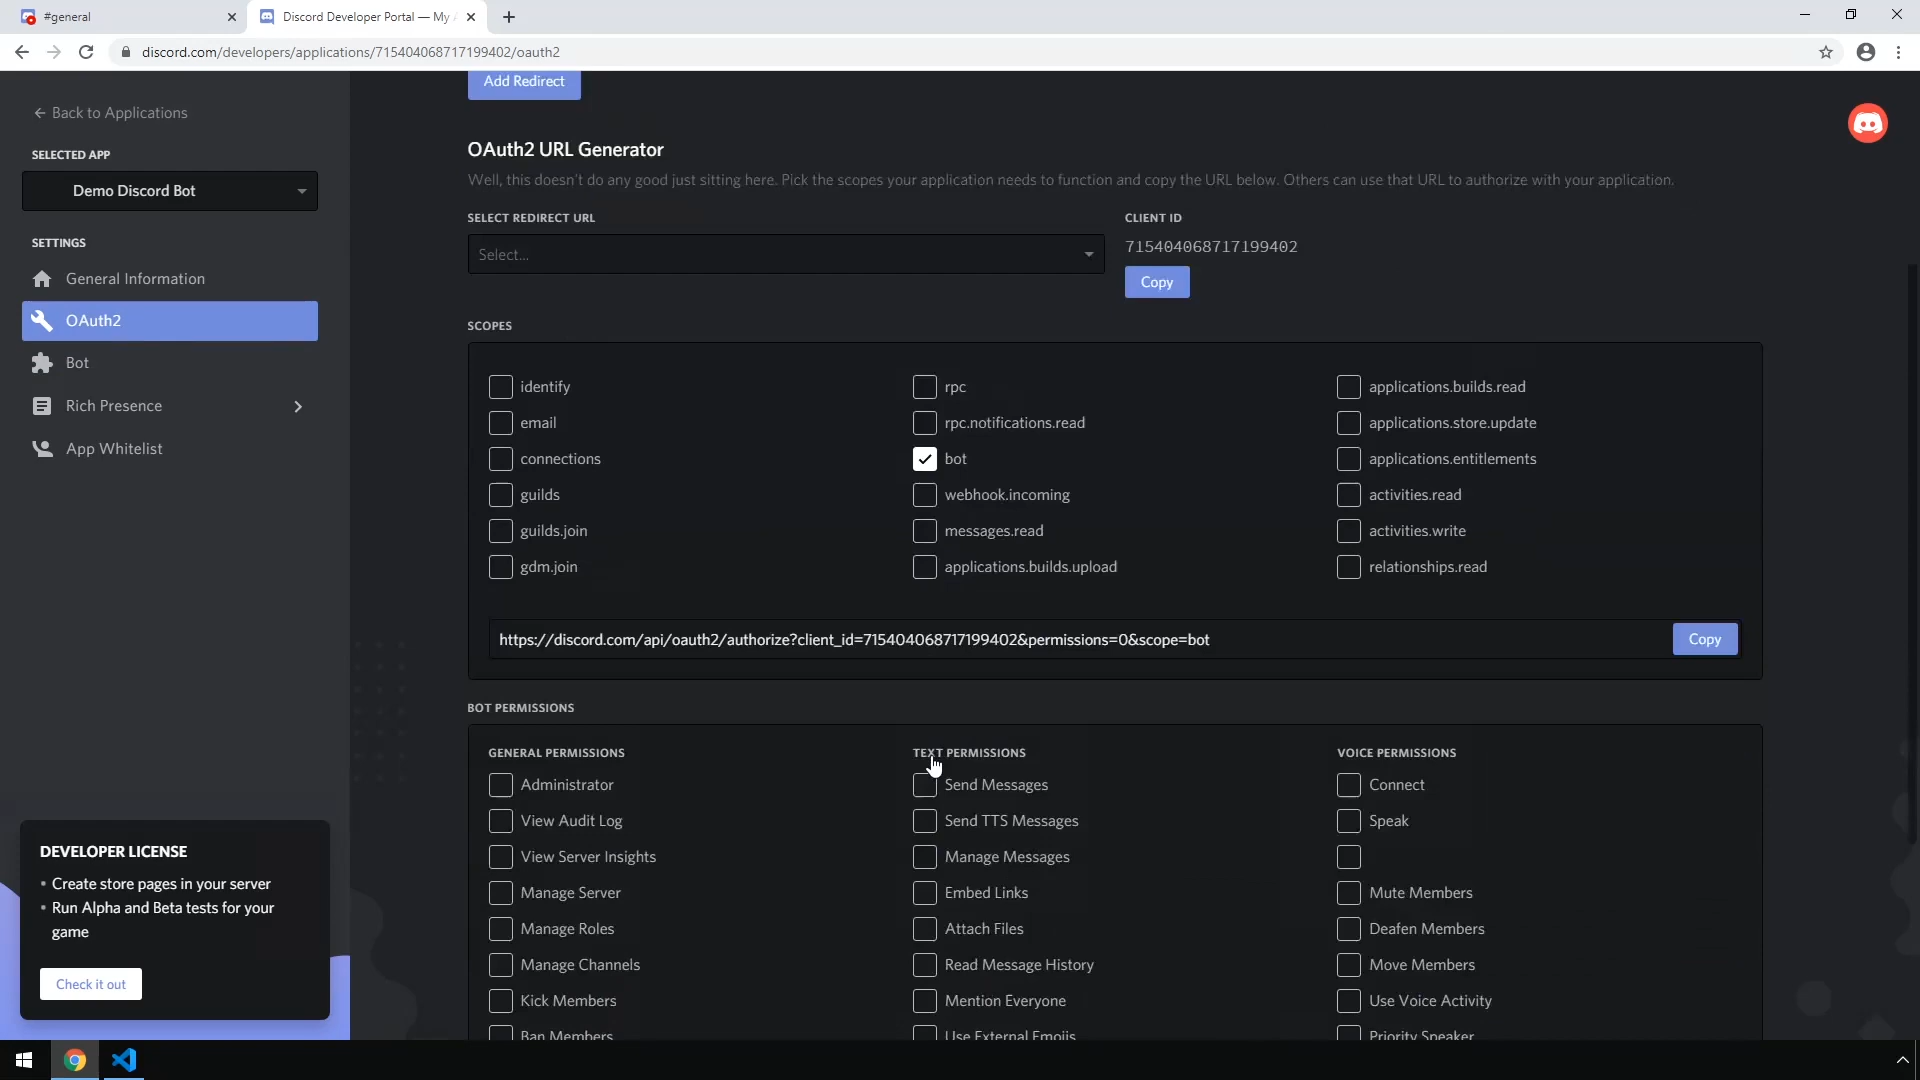 #general
Discord Developer Portal — My A
discord.com/developers/applications/715404068717199402/oauth2
Back to Applications
SELECTED APP
Demo Discord Bot
SETTINGS
General Information
OAuth2
Bot
Rich Presence
App Whitelist
DEVELOPER LICENSE
• Create store pages in your server
• Run Alpha and Beta tests for your
game
Check it out
Add Redirect
OAuth2 URL Generator
Well, this doesn't do any good just sitting here. Pick the scopes your application needs to function and copy the URL below. Others can use that URL to authorize with your application.
SELECT REDIRECT URL
Select...
CLIENT ID
715404068717199402
Copy
SCOPES
identify
email
connections
guilds
guilds.join
gdm.join
rpc
rpc.notifications.read
bot
webhook.incoming
messages.read
applications.builds.upload
applications.builds.read
applications.store.update
applications.entitlements
activities.read
activities.write
relationships.read
https://discord.com/api/oauth2/authorize?client_id=715404068717199402&permissions=0&scope=bot
Copy
BOT PERMISSIONS
GENERAL PERMISSIONS
Administrator
View Audit Log
View Server Insights
Manage Server
Manage Roles
Manage Channels
Kick Members
Ban Members
TEXT PERMISSIONS
Send Messages
Send TTS Messages
Manage Messages
Embed Links
Attach Files
Read Message History
Mention Everyone
Use External Emojis
VOICE PERMISSIONS
Connect
Speak
Mute Members
Deafen Members
Move Members
Use Voice Activity
Priority Speaker